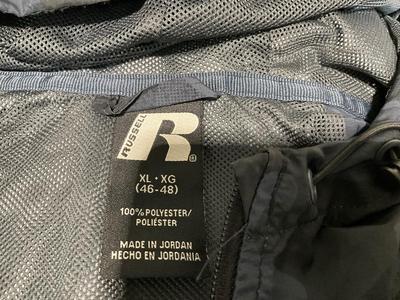 RUSSELL
R
XL • XG
(46-48)
100% POLYESTER/
POLIÉSTER
MADE IN JORDAN
HECHO EN JORDANIA